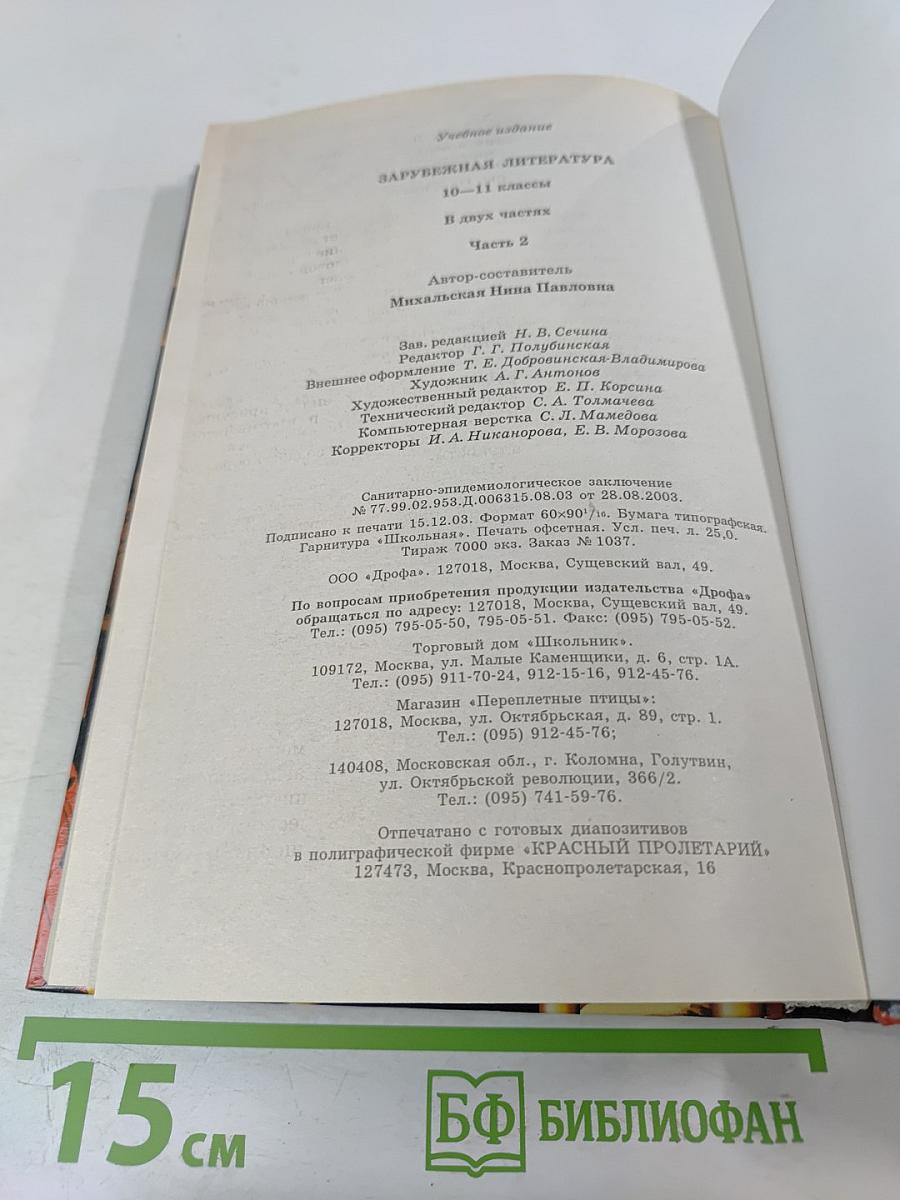 Учебное издание
ЗАРУБЕЖНАЯ ЛИТЕРАТУРА
10—11 классы
В двух частях
Часть 2
Автор-составитель
Михальская Нина Павловна
Зав. редакцией Н. В. Сечина
Редактор Г. Г. Полубинская
Внешнее оформление Т. Е. Добровинская-Владимирова
Художник А. Г. Антонов
Художественный редактор Е. П. Корсина
Технический редактор С. А. Толмачева
Компьютерная верстка С. Л. Мамедова
Корректоры И. А. Никанорова, Е. В. Морозова
Санитарно-эпидемиологическое заключение
№ 77.99.02.953.Д.006315.08.03 от 28.08.2003.
Подписано к печати 15.12.03. Формат 60×90¹/₁₆. Бумага типографская.
Гарнитура «Школьная». Печать офсетная. Усл. печ. л. 25,0.
Тираж 7000 экз. Заказ № 1037.
ООО «Дрофа». 127018, Москва, Сущевский вал, 49.
По вопросам приобретения продукции издательства «Дрофа»
обращаться по адресу: 127018, Москва, Сущевский вал, 49.
Тел.: (095) 795-05-50, 795-05-51. Факс: (095) 795-05-52.
Торговый дом «Школьник».
109172, Москва, ул. Малые Каменщики, д. 6, стр. 1А.
Тел.: (095) 911-70-24, 912-15-16, 912-45-76.
Магазин «Переплетные птицы»:
127018, Москва, ул. Октябрьская, д. 89, стр. 1.
Тел.: (095) 912-45-76;
140408, Московская обл., г. Коломна, Голутвин,
ул. Октябрьской революции, 366/2.
Тел.: (095) 741-59-76.
Отпечатано с готовых диапозитивов
в полиграфической фирме «КРАСНЫЙ ПРОЛЕТАРИЙ»
127473, Москва, Краснопролетарская, 16
15 см
БФ БИБЛИОФАН